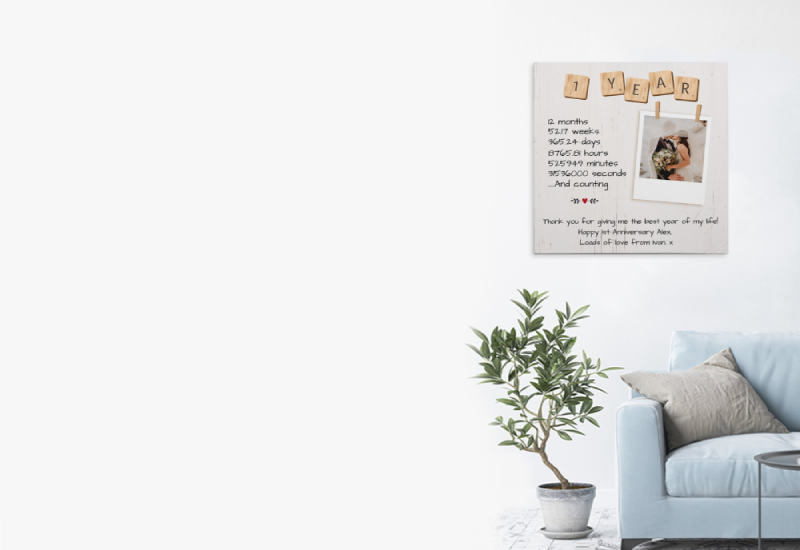 1 YEAR
12 months
52.17 weeks
365.24 days
8765.81 hours
525949 minutes
31536000 seconds
...And counting
Thank you for giving me the best year of my life!
Happy 1st Anniversary Alex,
Loads of love from Ivan. x